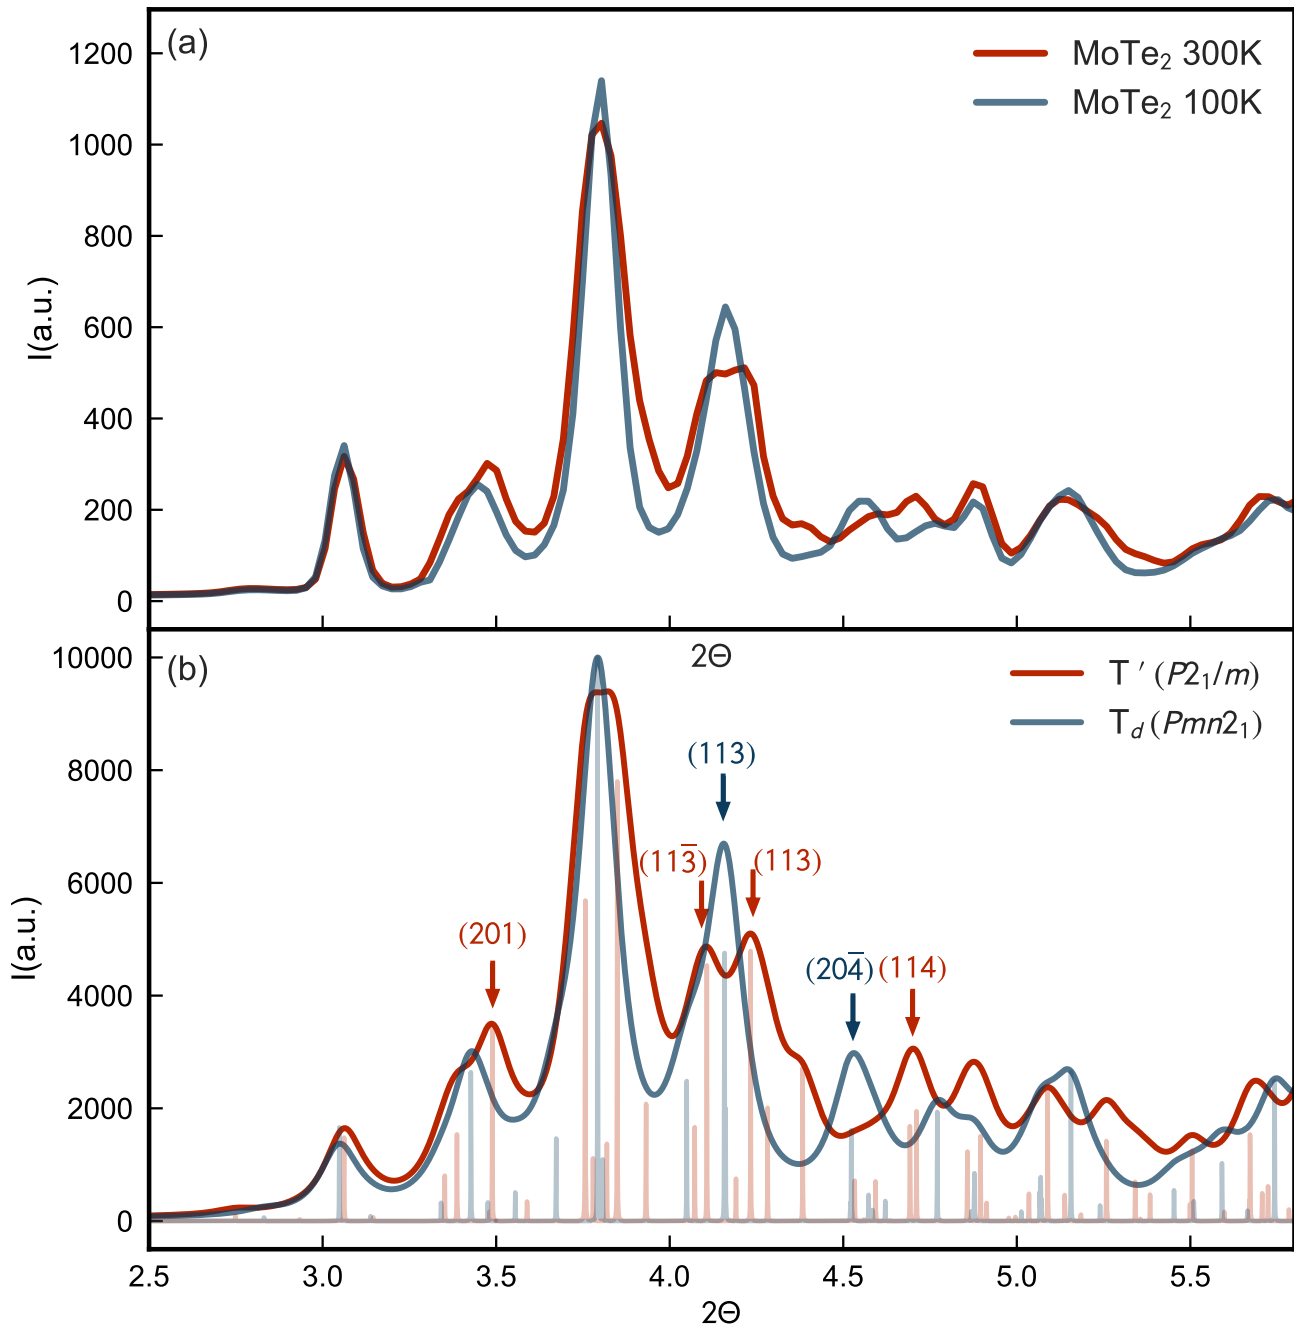 (a)
MoTe₂ 300K
MoTe₂ 100K
1200
1000
800
600
400
200
0
I(a.u.)
2Θ
(b)
T ′ (P2₁/m)
T_d (Pmn2₁)
10000
8000
6000
4000
2000
0
I(a.u.)
(113)
(113̅) (113)
(201)
(204̅) (114)
2.5 3.0 3.5 4.0 4.5 5.0 5.5
2Θ